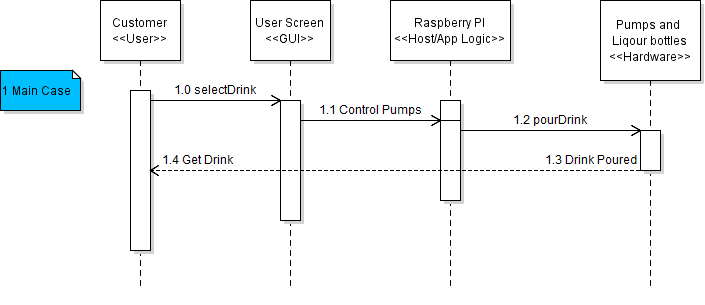 Customer
<<User>>
User Screen
<<GUI>>
Raspberry PI
<<Host/App Logic>>
Pumps and
Liqour bottles
<<Hardware>>
1 Main Case
1.0 selectDrink
1.1 Control Pumps
1.2 pourDrink
1.4 Get Drink
1.3 Drink Poured